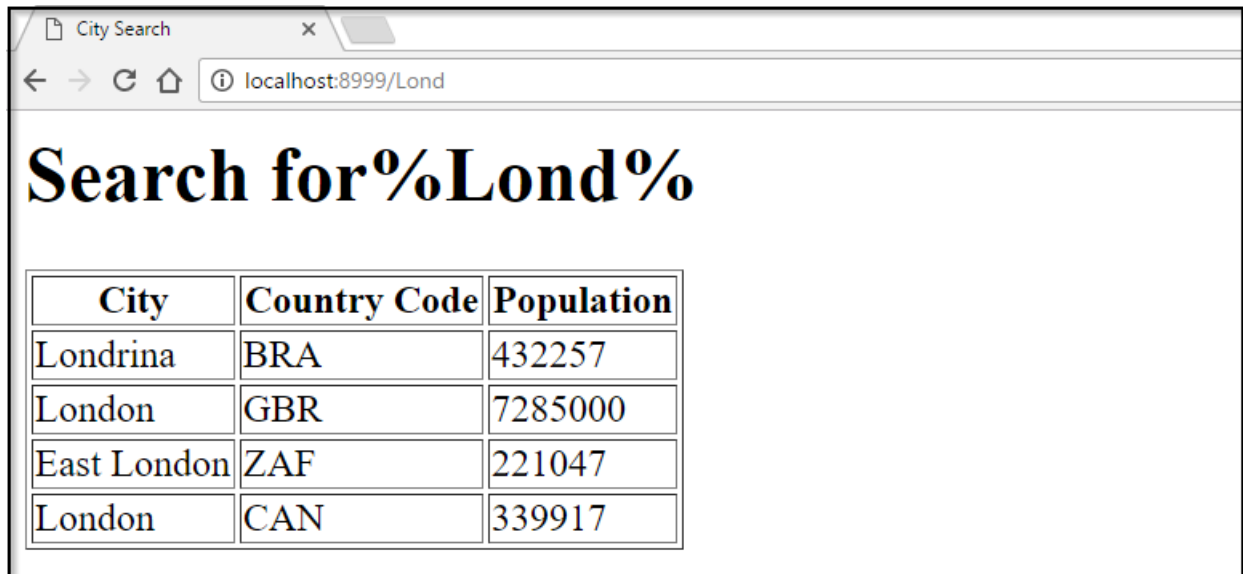 City Search
localhost:8999/Lond
Search for%Lond%
City Country Code Population
Londrina BRA 432257
London GBR 7285000
East London ZAF 221047
London CAN 339917